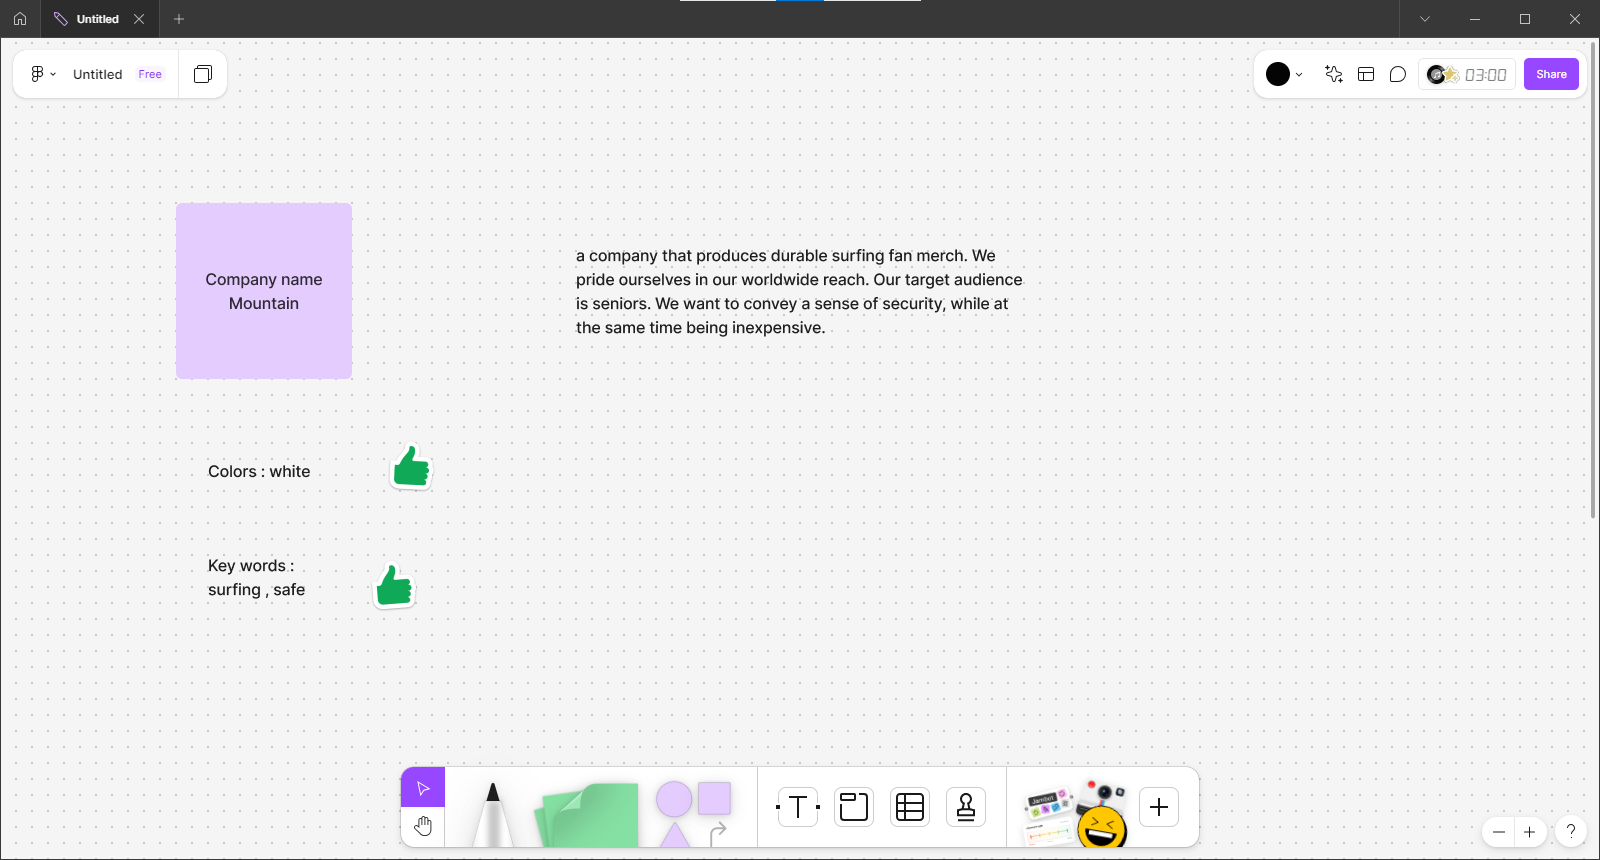 Untitled
Untitled Free
03:00
Share
Company name
Mountain
a company that produces durable surfing fan merch. We
pride ourselves in our worldwide reach. Our target audience
is seniors. We want to convey a sense of security, while at
the same time being inexpensive.
Colors : white
Key words :
surfing , safe
T
Jambot
?